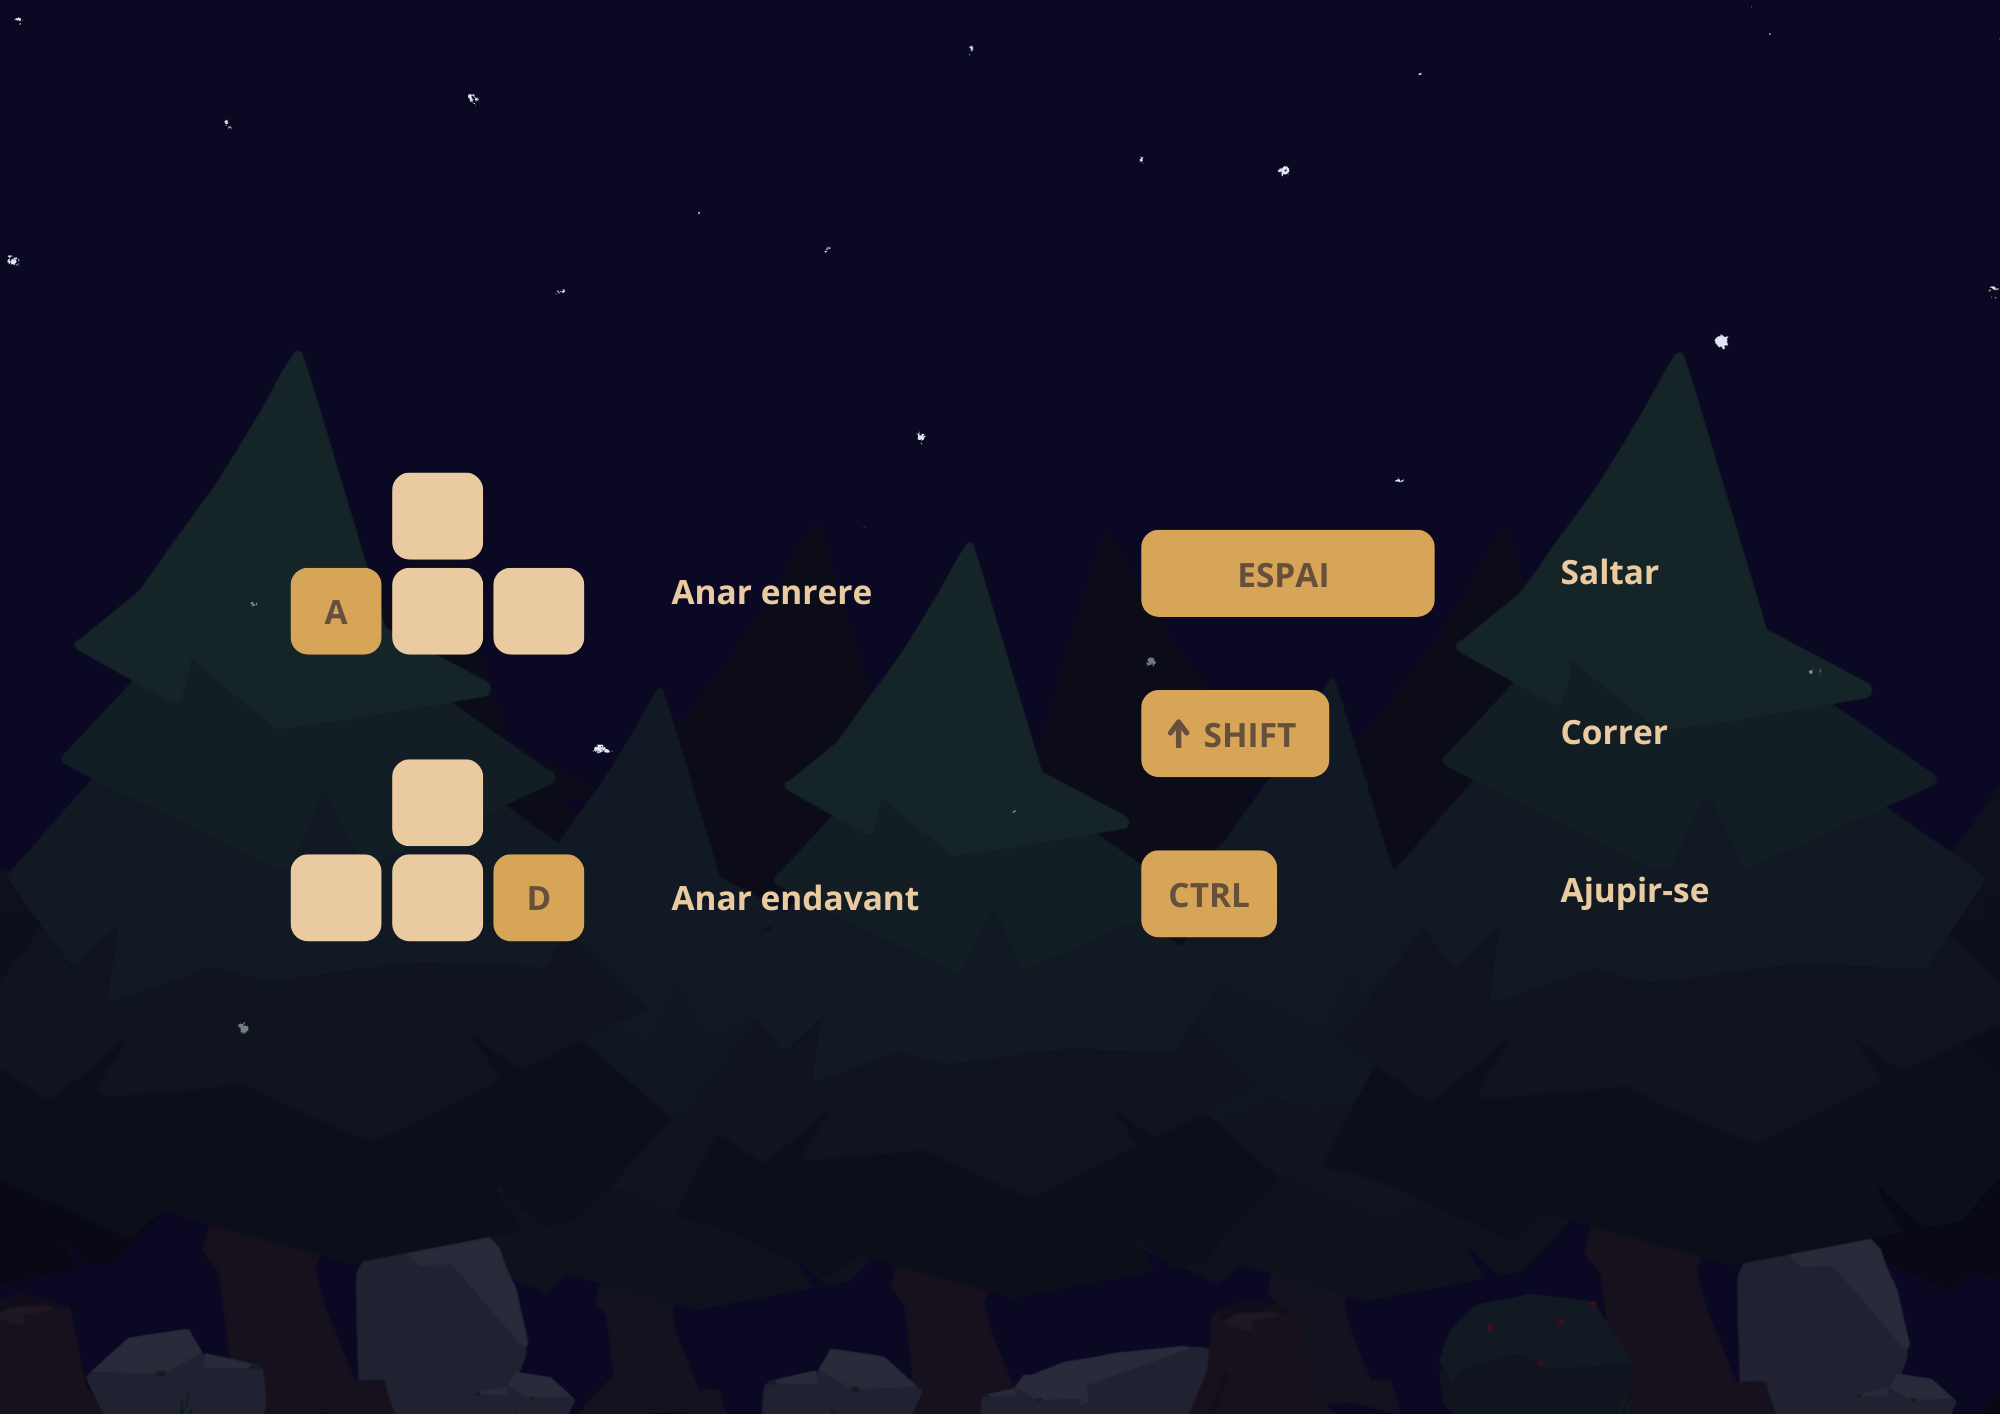 A
Anar enrere
D
Anar endavant
ESPAI
Saltar
↑ SHIFT
Correr
CTRL
Ajupir-se